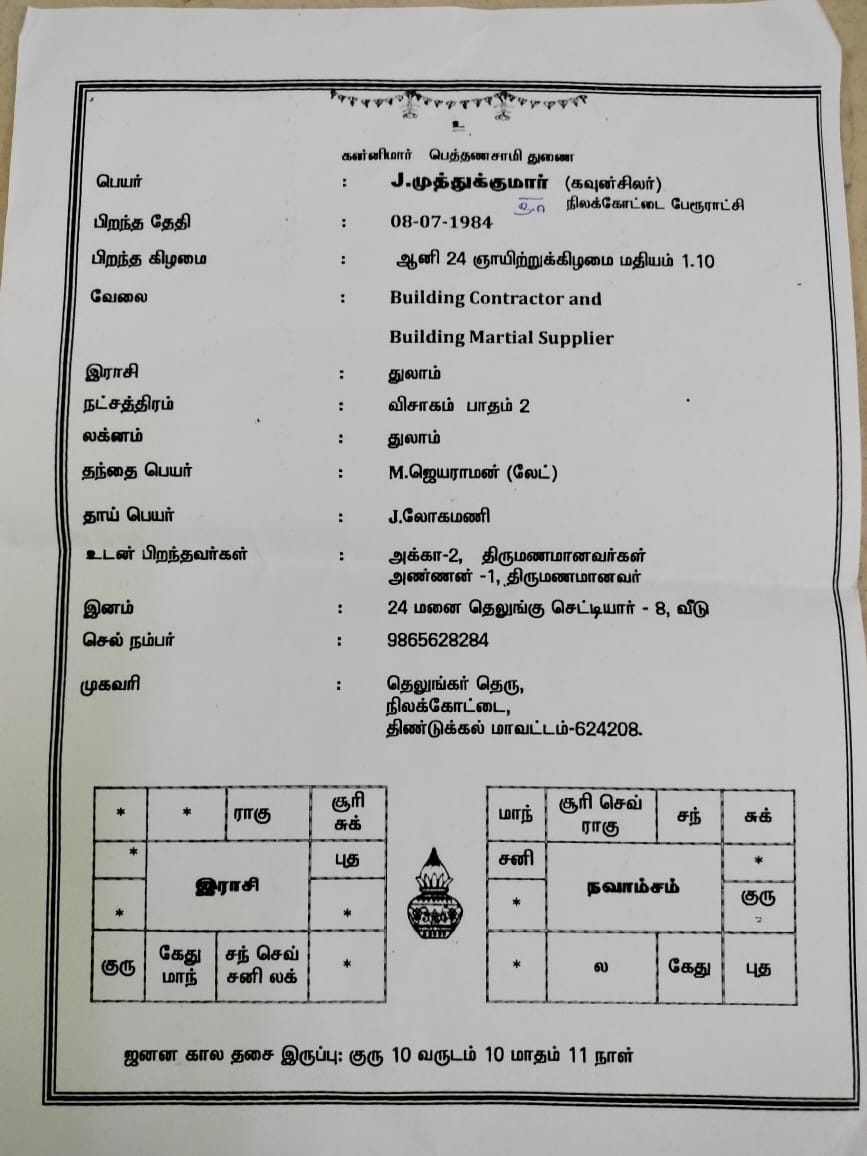 உ
கன்னிமார் பெத்தணசாமி துணை
பெயர் : J.முத்துக்குமார் (கவுன்சிலர்)
நிலக்கோட்டை பேரூராட்சி
பிறந்த தேதி : 08-07-1984
பிறந்த கிழமை : ஆனி 24 ஞாயிற்றுக்கிழமை மதியம் 1.10
வேலை : Building Contractor and
Building Martial Supplier
இராசி : துலாம்
நட்சத்திரம் : விசாகம் பாதம் 2
லக்னம் : துலாம்
தந்தை பெயர் : M.ஜெயராமன் (லேட்)
தாய் பெயர் : J.லோகமணி
உடன் பிறந்தவர்கள் : அக்கா-2, திருமணமானவர்கள்
அண்ணன் -1, திருமணமானவர்
இனம் : 24 மனை தெலுங்கு செட்டியார் - 8, வீடு
செல் நம்பர் : 9865628284
முகவரி : தெலுங்கர் தெரு,
நிலக்கோட்டை,
திண்டுக்கல் மாவட்டம்-624208.
* * ராகு சூரி சுக்
* புத
இராசி
* *
குரு கேது மாந் சந் செவ் சனி லக் *
மாந் சூரி செவ் ராகு சந் சுக்
சனி *
நவாம்சம்
* குரு
* ல கேது புத
ஜனன கால தசை இருப்பு: குரு 10 வருடம் 10 மாதம் 11 நாள்